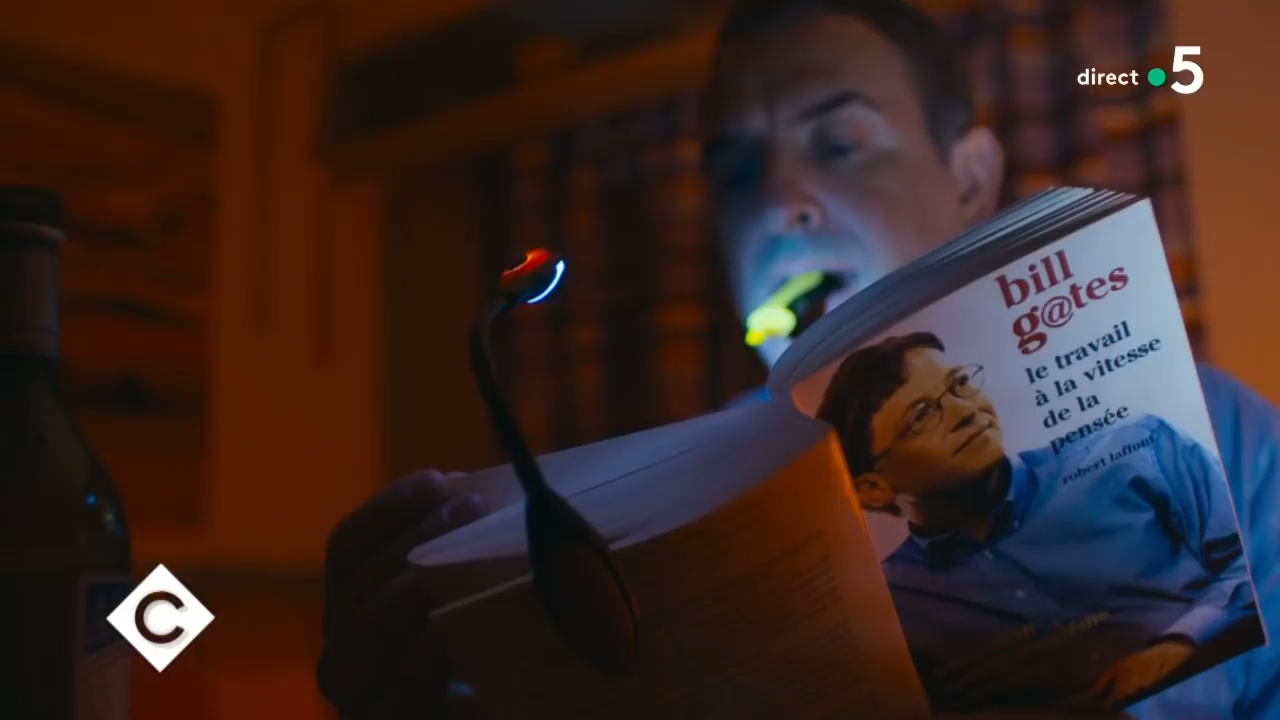 direct 5
bill
g@tes
le travail
à la vitesse
de la
pensée
robert laffont
C